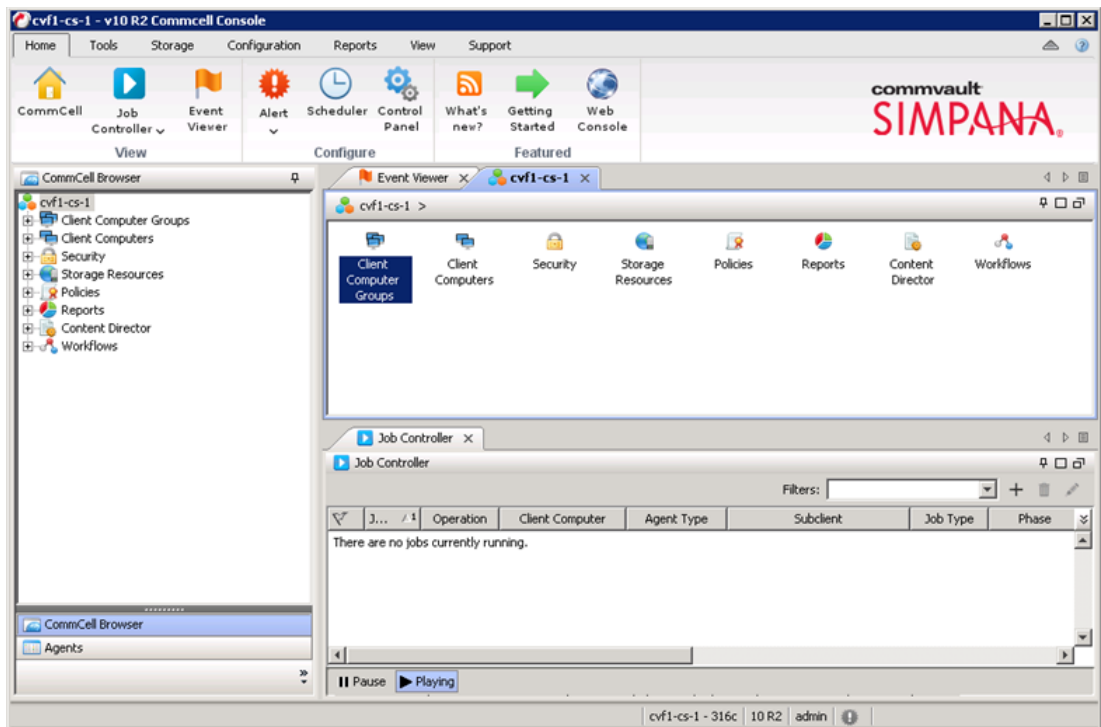 cvf1-cs-1 - v10 R2 Commcell Console
Home Tools Storage Configuration Reports View Support
CommCell Job Controller Event Viewer Alert Scheduler Control Panel What's new? Getting Started Web Console
View Configure Featured
commvault
SIMPANA®
CommCell Browser
cvf1-cs-1
Client Computer Groups
Client Computers
Security
Storage Resources
Policies
Reports
Content Director
Workflows
CommCell Browser
Agents
Event Viewer cvf1-cs-1
cvf1-cs-1 >
Client Computer Groups
Client Computers
Security
Storage Resources
Policies
Reports
Content Director
Workflows
Job Controller
Job Controller
Filters:
J... 1 Operation Client Computer Agent Type Subclient Job Type Phase
There are no jobs currently running.
Pause Playing
cvf1-cs-1 - 316c 10 R2 admin